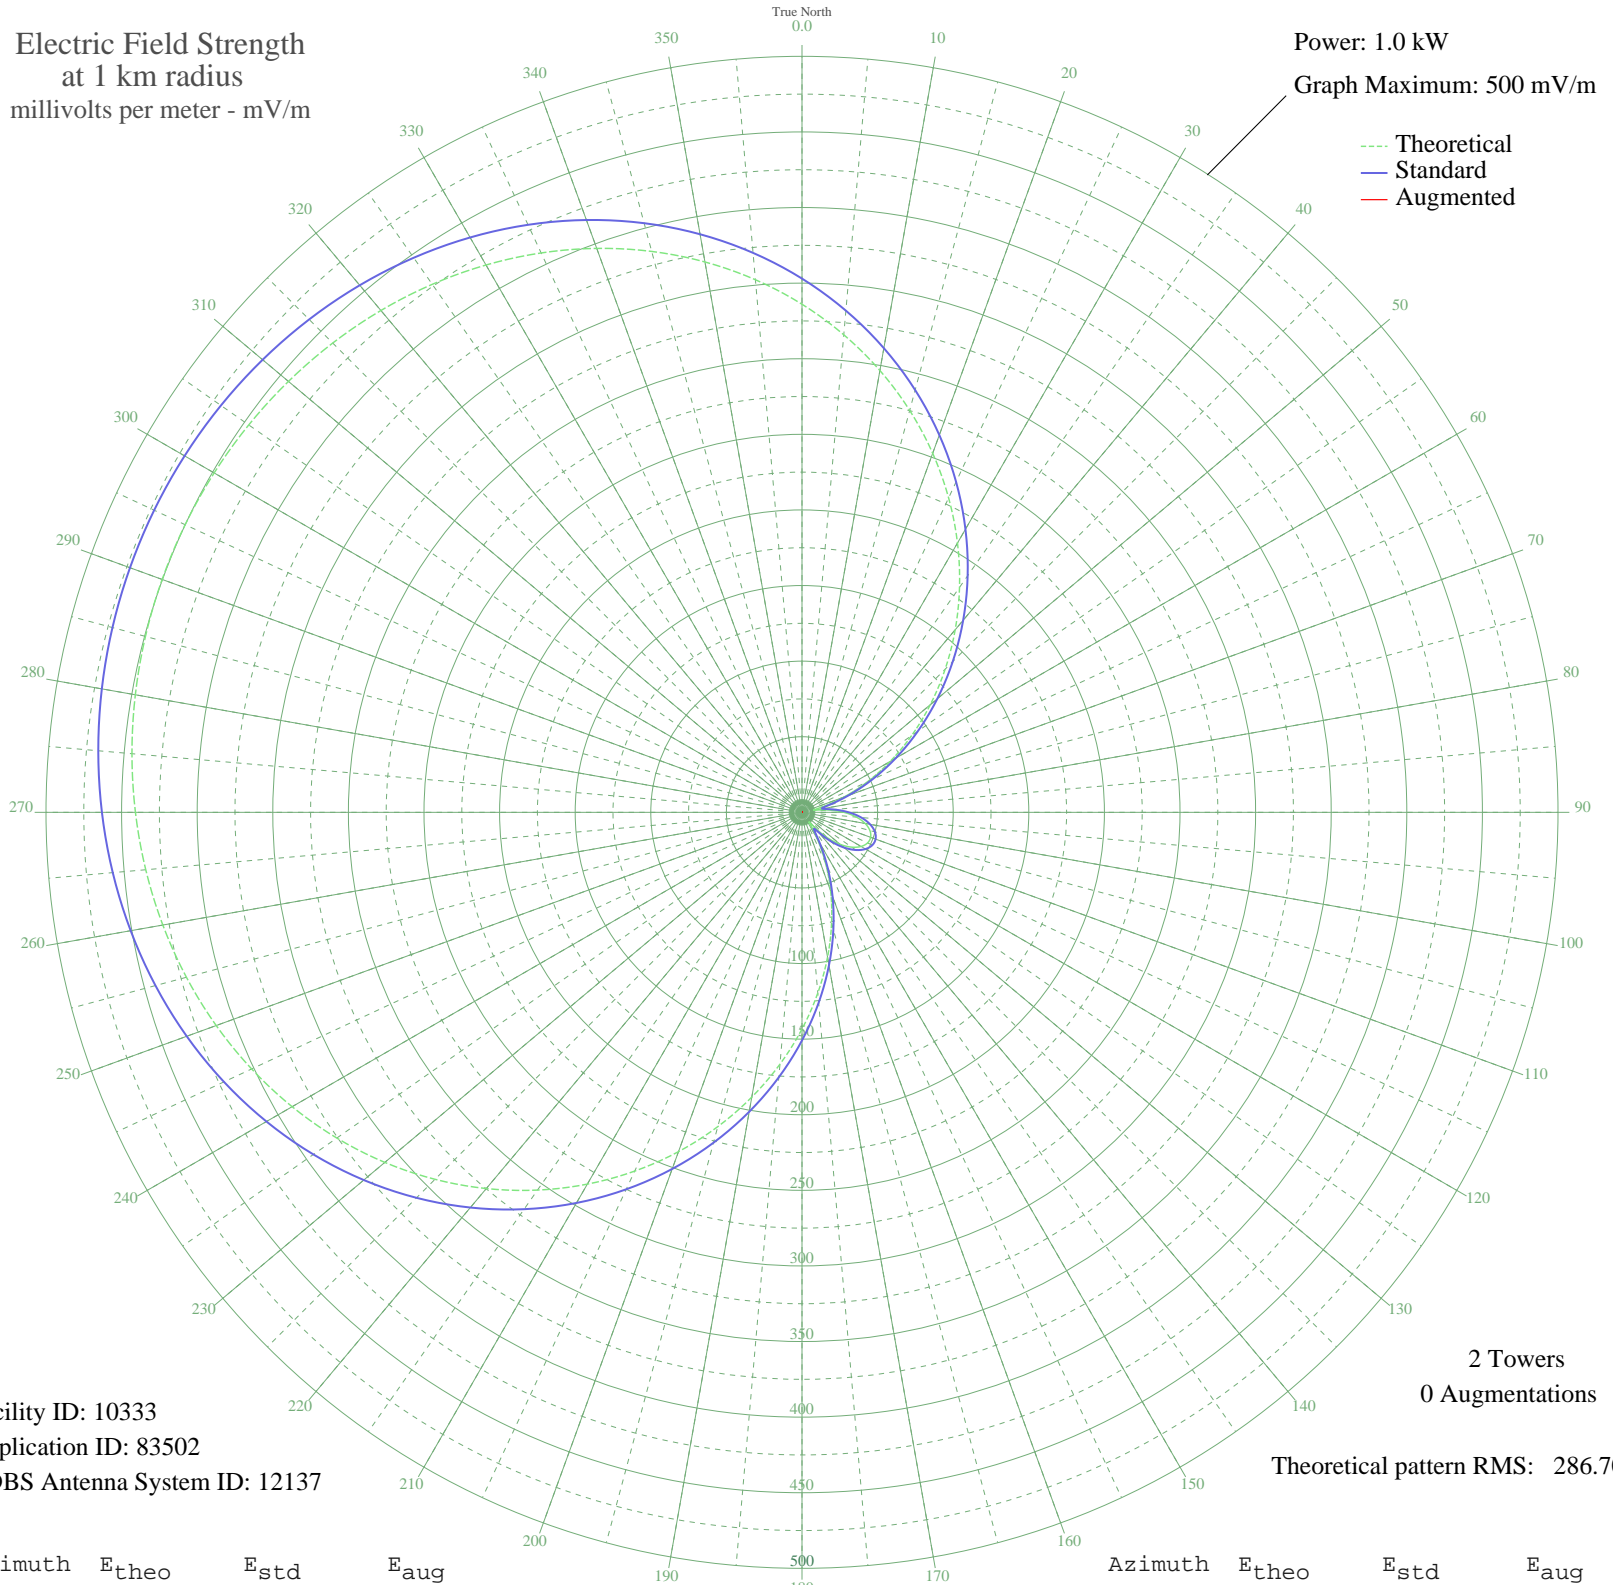 True North
Electric Field Strength
at 1 km radius
millivolts per meter - mV/m
Power: 1.0 kW
Graph Maximum: 500 mV/m
Theoretical
Standard
Augmented
0.0
10
20
30
40
50
60
70
80
90
100
110
120
130
140
150
160
170
190
200
210
220
230
240
250
260
270
280
290
300
310
320
330
340
350
100
150
200
250
300
350
400
450
500
2 Towers
0 Augmentations
cility ID: 10333
plication ID: 83502
DBS Antenna System ID: 12137
Theoretical pattern RMS: 286.70
imuth Etheo Estd Eaug
Azimuth Etheo Estd Eaug